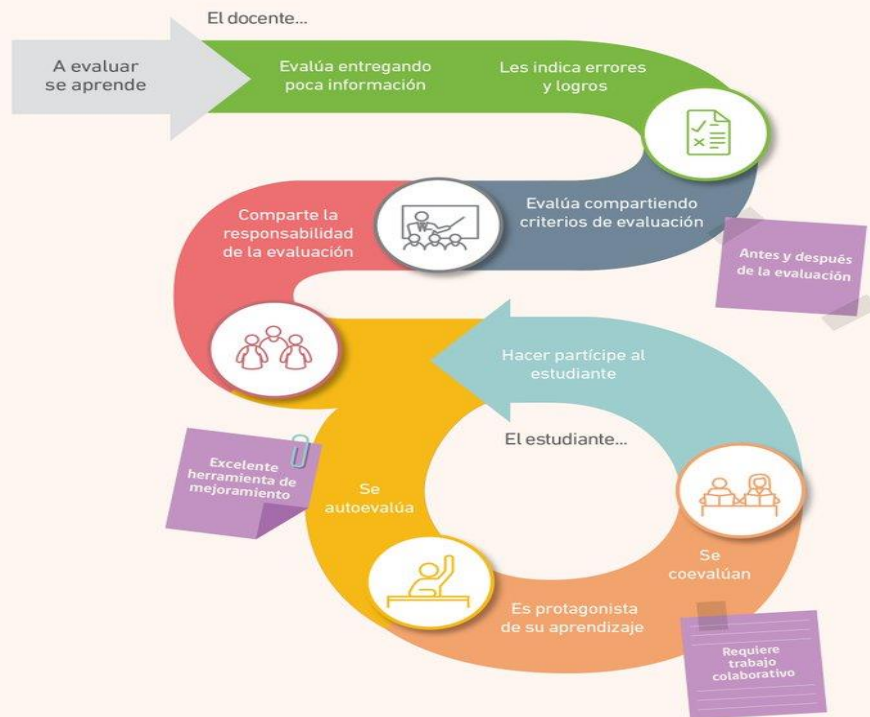 El docente...
A evaluar
se aprende
Evalúa entregando
poca información
Les indica errores
y logros
Evalúa compartiendo
criterios de evaluación
Antes y después
de la evaluación
Comparte la
responsabilidad
de la evaluación
Hacer partícipe al
estudiante
El estudiante...
Excelente
herramienta de
mejoramiento
Se
autoevalúa
Es protagonista
de su aprendizaje
Se
coevalúan
Requiere
trabajo
colaborativo